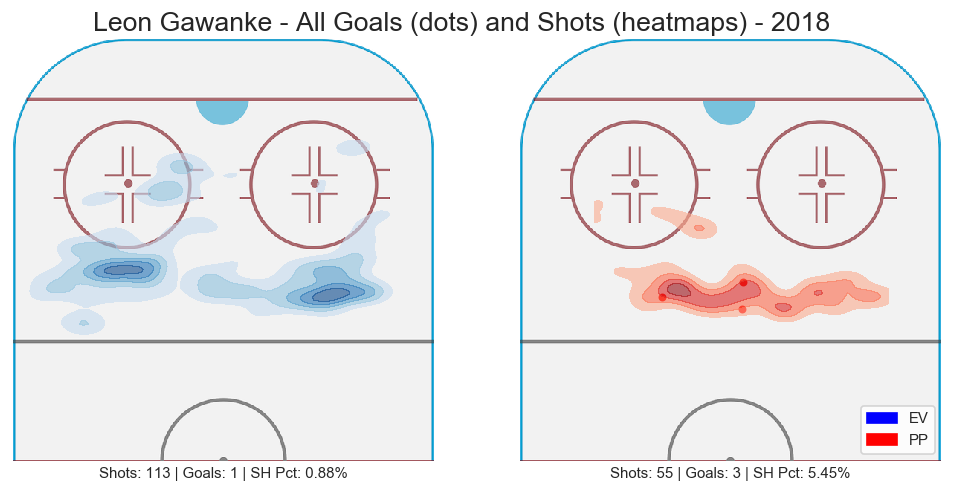 Leon Gawanke - All Goals (dots) and Shots (heatmaps) - 2018
EV
PP
Shots: 113 | Goals: 1 | SH Pct: 0.88%
Shots: 55 | Goals: 3 | SH Pct: 5.45%